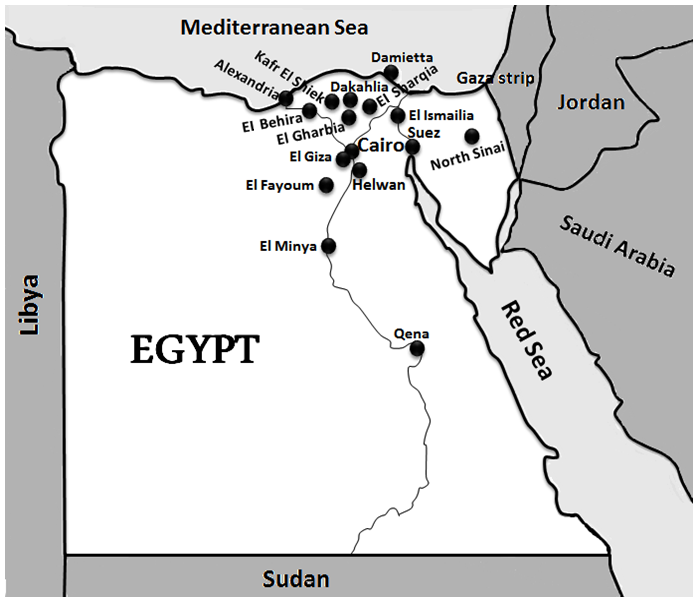 Mediterranean Sea
Damietta
Kafr El Shiek
Alexandria
Dakahlia
El Sharqia
Gaza strip
Jordan
El Behira
El Gharbia
El Ismailia
Suez
Cairo
North Sinai
El Giza
El Fayoum
Helwan
Saudi Arabia
El Minya
Libya
Red Sea
Qena
EGYPT
Sudan